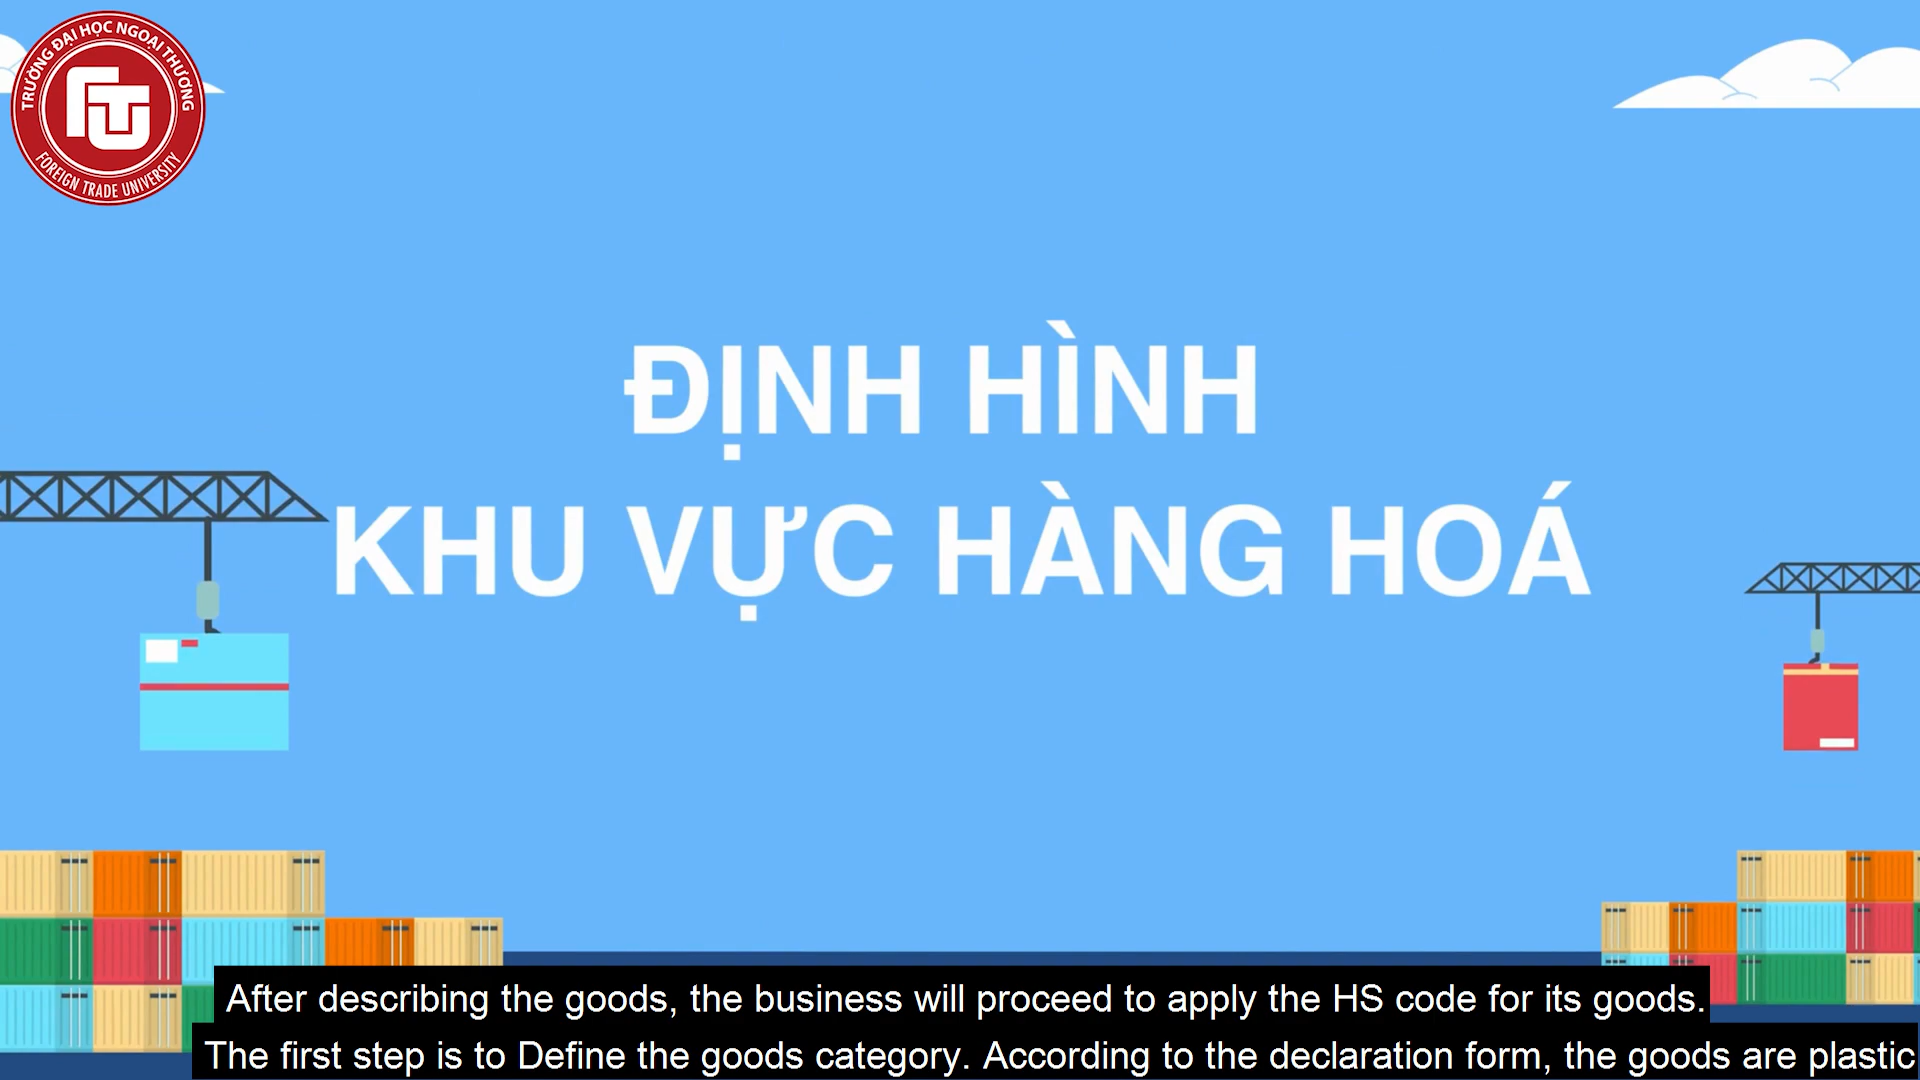 TRƯỜNG ĐẠI HỌC NGOẠI THƯƠNG
FTU
FOREIGN TRADE UNIVERSITY
ĐỊNH HÌNH
KHU VỰC HÀNG HOÁ
After describing the goods, the business will proceed to apply the HS code for its goods.
The first step is to Define the goods category. According to the declaration form, the goods are plastic